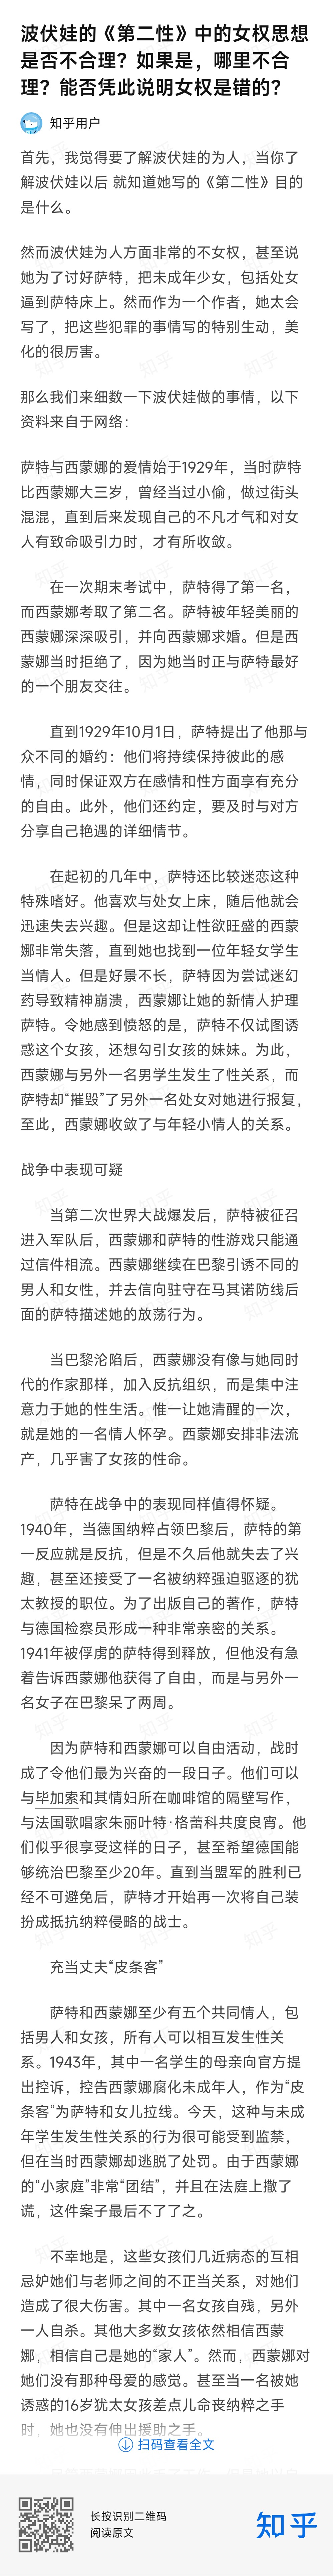 波伏娃的《第二性》中的女权思想
是否不合理？如果是，哪里不合
理？能否凭此说明女权是错的？
知乎用户
首先，我觉得要了解波伏娃的为人，当你了
解波伏娃以后 就知道她写的《第二性》目的
是什么。
然而波伏娃为人方面非常的不女权，甚至说
她为了讨好萨特，把未成年少女，包括处女
逼到萨特床上。然而作为一个作者，她太会
写了，把这些犯罪的事情写的特别生动，美
化的很厉害。
那么我们来细数一下波伏娃做的事情，以下
资料来自于网络：
萨特与西蒙娜的爱情始于1929年，当时萨特
比西蒙娜大三岁，曾经当过小偷，做过街头
混混，直到后来发现自己的不凡才气和对女
人有致命吸引力时，才有所收敛。
在一次期末考试中，萨特得了第一名，
而西蒙娜考取了第二名。萨特被年轻美丽的
西蒙娜深深吸引，并向西蒙娜求婚。但是西
蒙娜当时拒绝了，因为她当时正与萨特最好
的一个朋友交往。
直到1929年10月1日，萨特提出了他那与
众不同的婚约：他们将持续保持彼此的感
情，同时保证双方在感情和性方面享有充分
的自由。此外，他们还约定，要及时与对方
分享自己艳遇的详细情节。
在起初的几年中，萨特还比较迷恋这种
特殊嗜好。他喜欢与处女上床，随后他就会
迅速失去兴趣。但是这却让性欲旺盛的西蒙
娜非常失落，直到她也找到一位年轻女学生
当情人。但是好景不长，萨特因为尝试迷幻
药导致精神崩溃，西蒙娜让她的新情人护理
萨特。令她感到愤怒的是，萨特不仅试图诱
惑这个女孩，还想勾引女孩的妹妹。为此，
西蒙娜与另外一名男学生发生了性关系，而
萨特却“摧毁”了另外一名处女对她进行报复，
至此，西蒙娜收敛了与年轻小情人的关系。
战争中表现可疑
当第二次世界大战爆发后，萨特被征召
进入军队后，西蒙娜和萨特的性游戏只能通
过信件相流。西蒙娜继续在巴黎引诱不同的
男人和女性，并去信向驻守在马其诺防线后
面的萨特描述她的放荡行为。
当巴黎沦陷后，西蒙娜没有像与她同时
代的作家那样，加入反抗组织，而是集中注
意力于她的性生活。惟一让她清醒的一次，
就是她的一名情人怀孕。西蒙娜安排非法流
产，几乎害了女孩的性命。
萨特在战争中的表现同样值得怀疑。
1940年，当德国纳粹占领巴黎后，萨特的第
一反应就是反抗，但是不久后他就失去了兴
趣，甚至还接受了一名被纳粹强迫驱逐的犹
太教授的职位。为了出版自己的著作，萨特
与德国检察员形成一种非常亲密的关系。
1941年被俘虏的萨特得到释放，但他没有急
着告诉西蒙娜他获得了自由，而是与另外一
名女子在巴黎呆了两周。
因为萨特和西蒙娜可以自由活动，战时
成了令他们最为兴奋的一段日子。他们可以
与毕加索和其情妇所在咖啡馆的隔壁写作，
与法国歌唱家朱丽叶特·格蕾科共度良宵。他
们似乎很享受这样的日子，甚至希望德国能
够统治巴黎至少20年。直到当盟军的胜利已
经不可避免后，萨特才开始再一次将自己装
扮成抵抗纳粹侵略的战士。
充当丈夫“皮条客”
萨特和西蒙娜至少有五个共同情人，包
括男人和女孩，所有人可以相互发生性关
系。1943年，其中一名学生的母亲向官方提
出控诉，控告西蒙娜腐化未成年人，作为“皮
条客”为萨特和女儿拉线。今天，这种与未成
年学生发生性关系的行为很可能受到监禁，
但在当时西蒙娜却逃脱了处罚。由于西蒙娜
的“小家庭”非常“团结”，并且在法庭上撒了
谎，这件案子最后不了了之。
不幸地是，这些女孩们几近病态的互相
忌妒她们与老师之间的不正当关系，对她们
造成了很大伤害。其中一名女孩自残，另外
一人自杀。其他大多数女孩依然相信西蒙
娜，相信自己是她的“家人”。然而，西蒙娜对
她们没有那种母爱的感觉。甚至当一名被她
诱惑的16岁犹太女孩差点儿命丧纳粹之手
时，她也没有伸出援助之手。
扫码查看全文
长按识别二维码
阅读原文
知乎